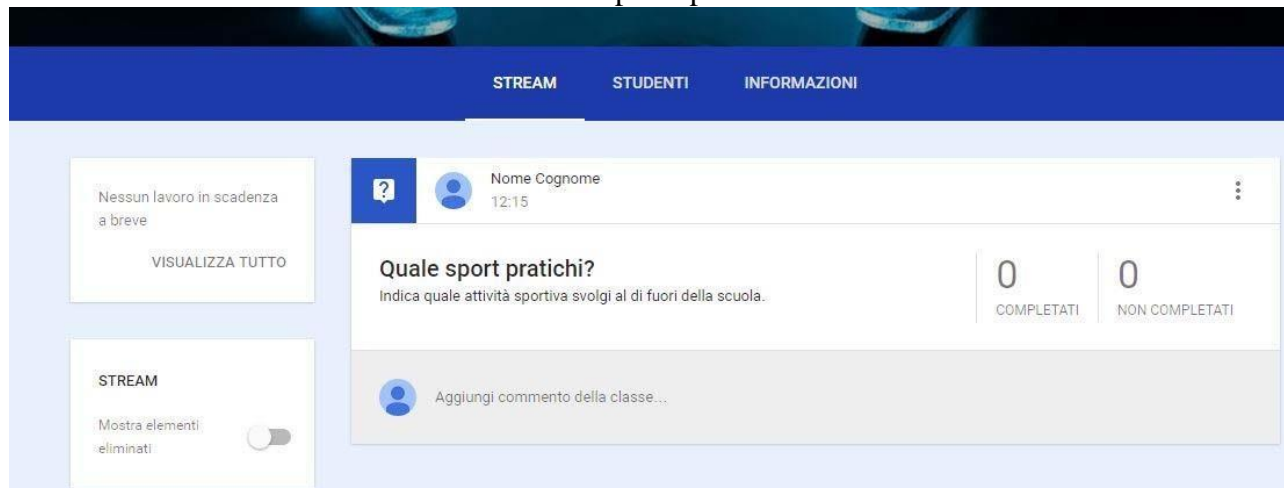 STREAM STUDENTI INFORMAZIONI
Nessun lavoro in scadenza
a breve
VISUALIZZA TUTTO
STREAM
Mostra elementi
eliminati
?
Nome Cognome
12:15
Quale sport pratichi?
Indica quale attività sportiva svolgi al di fuori della scuola.
0 0
COMPLETATI NON COMPLETATI
Aggiungi commento della classe...